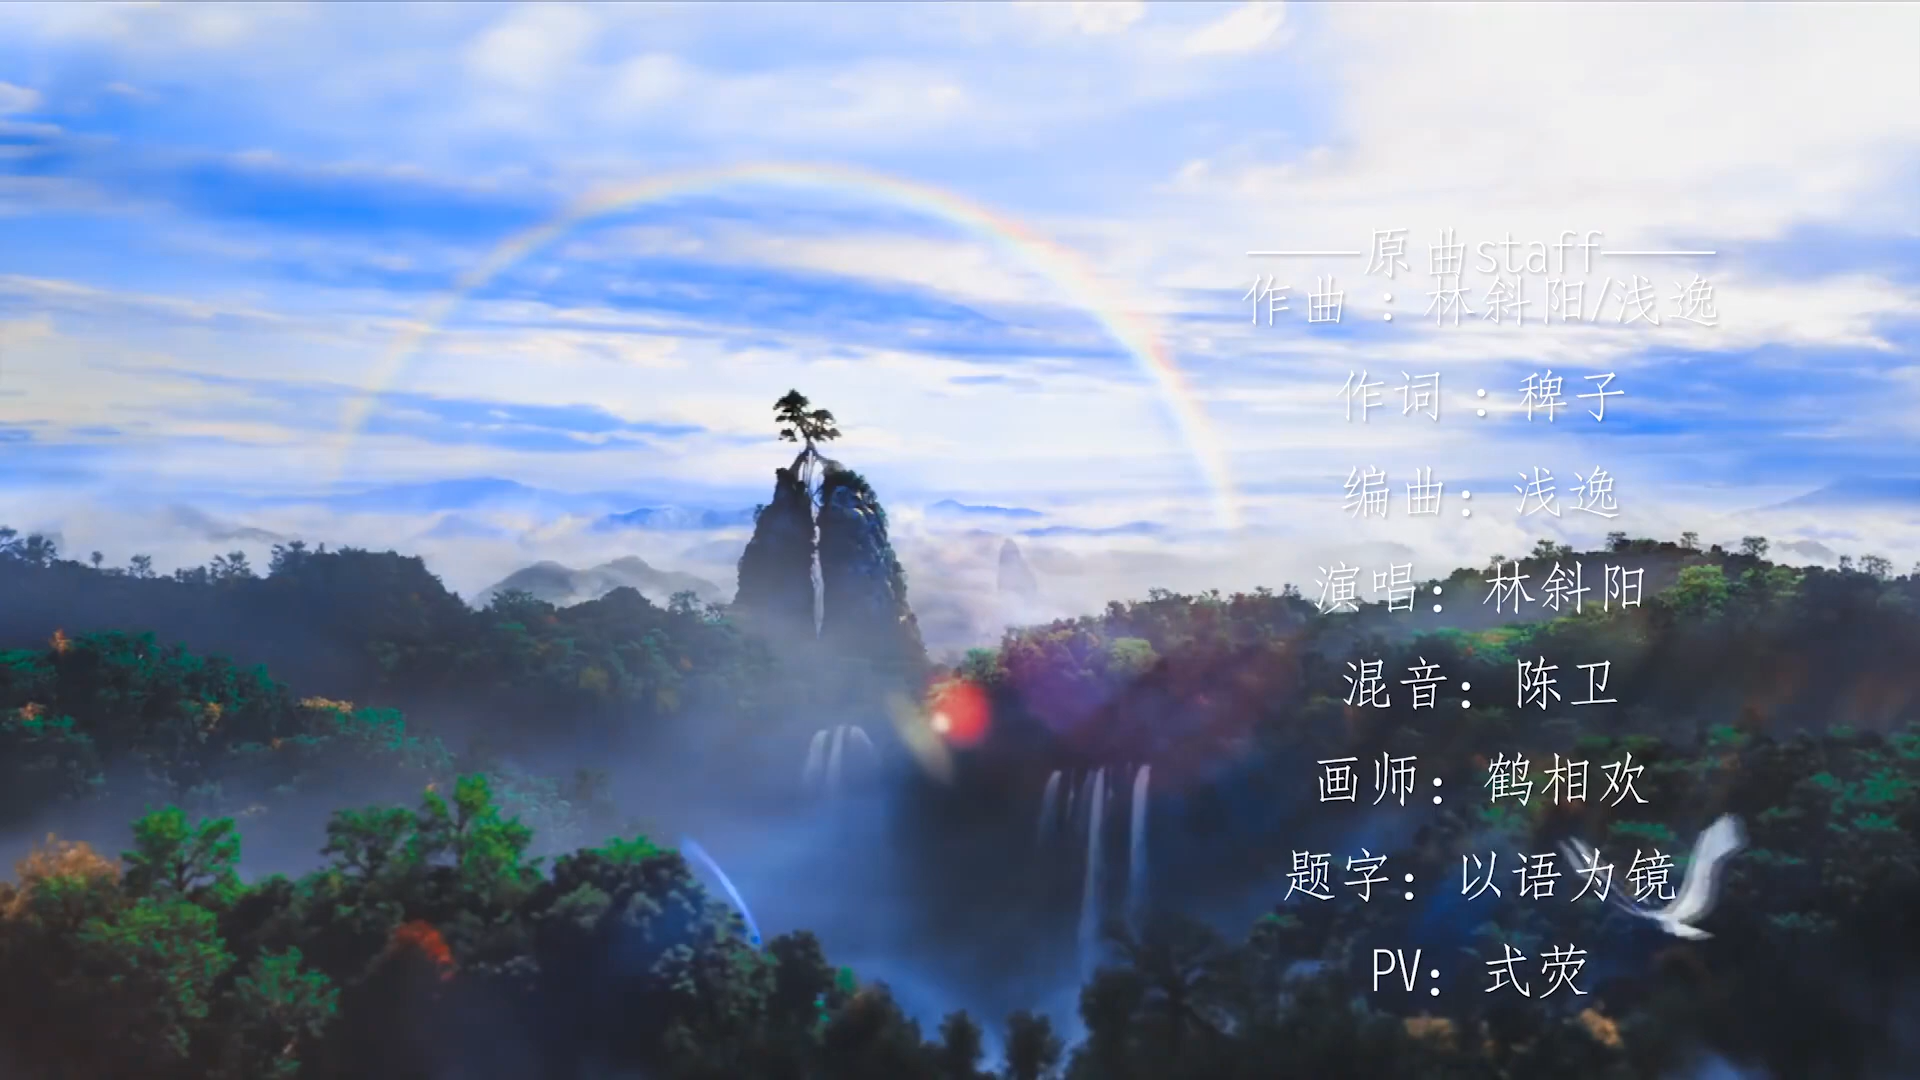 ——原曲staff——
作曲 : 林斜阳/浅逸
作词 : 稗子
编曲: 浅逸
演唱: 林斜阳
混音: 陈卫
画师: 鹤相欢
题字: 以语为镜
PV: 式荧